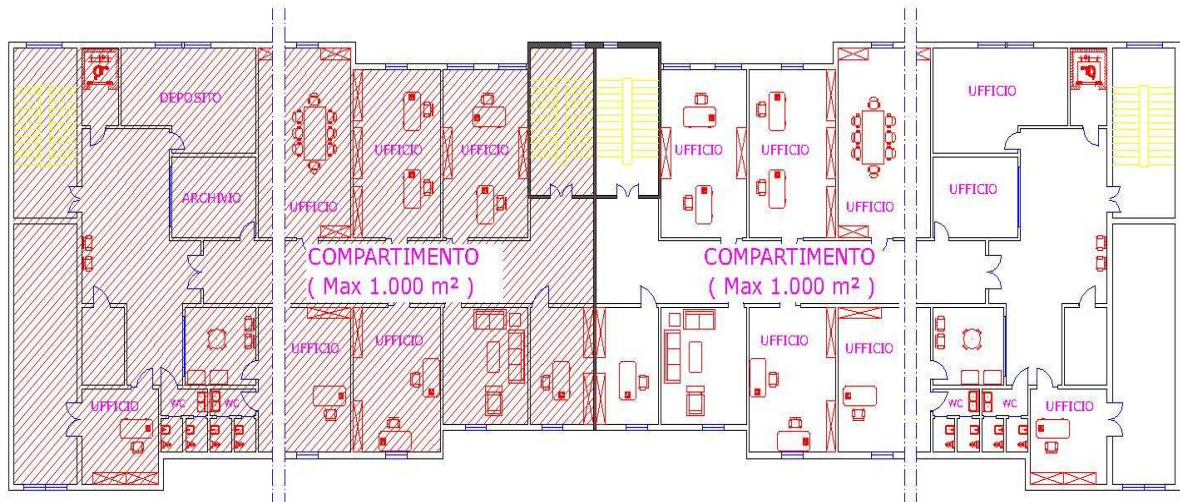 DEPOSITO
UFFICIO
UFFICIO
UFFICIO
UFFICIO
UFFICIO
ARCHIVIO
UFFICIO
UFFICIO
UFFICIO
COMPARTIMENTO
( Max 1.000 m² )
COMPARTIMENTO
( Max 1.000 m² )
UFFICIO
UFFICIO
UFFICIO
UFFICIO
UFFICIO
WC
WC
WC
WC
UFFICIO